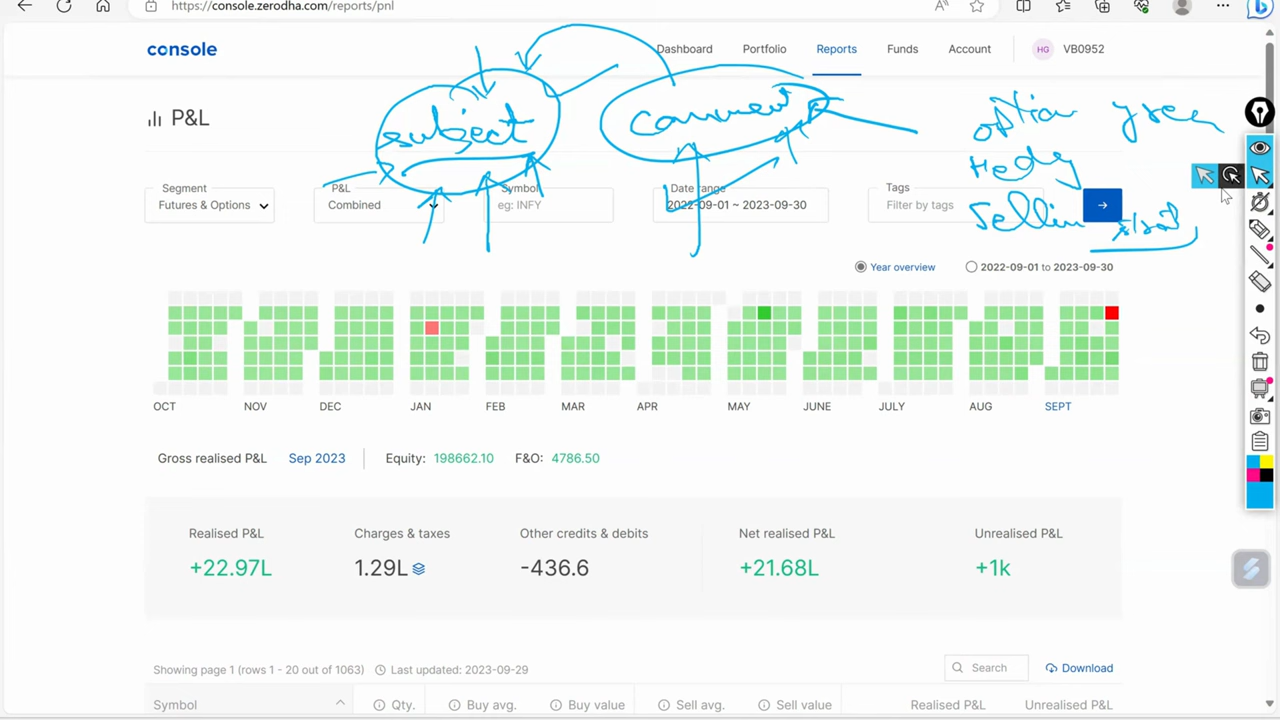 https://console.zerodha.com/reports/pnl
console
Dashboard Portfolio Reports Funds Account HG VB0952
P&L
subject
comment
option green
Hedg
Sellin
Segment P&L Symbol Date range Tags
Futures & Options Combined eg: INFY 2022-09-01 ~ 2023-09-30 Filter by tags
Year overview 2022-09-01 to 2023-09-30
OCT NOV DEC JAN FEB MAR APR MAY JUNE JULY AUG SEPT
Gross realised P&L Sep 2023 Equity: 198662.10 F&O: 4786.50
Realised P&L Charges & taxes Other credits & debits Net realised P&L Unrealised P&L
+22.97L 1.29L -436.6 +21.68L +1k
Showing page 1 (rows 1 - 20 out of 1063) Last updated: 2023-09-29 Search Download
Symbol Qty. Buy avg. Buy value Sell avg. Sell value Realised P&L Unrealised P&L